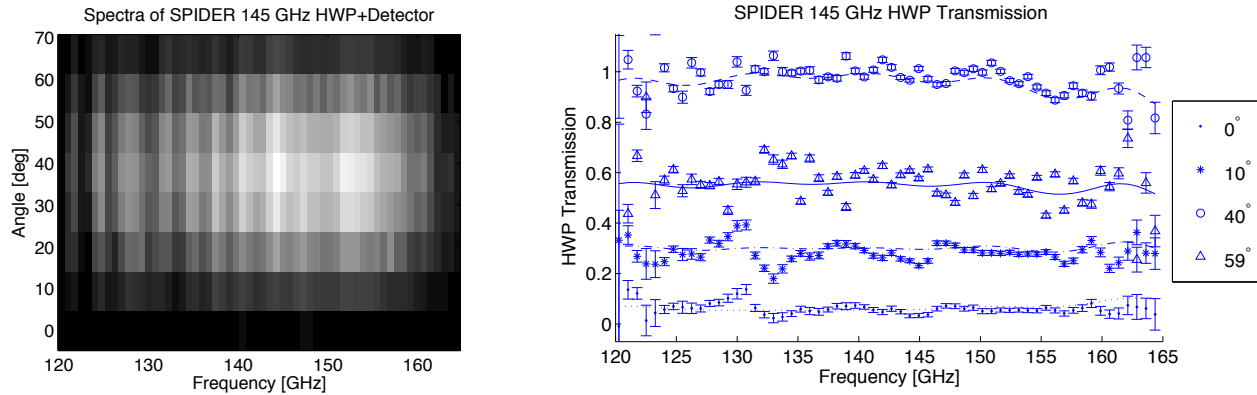 Spectra of SPIDER 145 GHz HWP+Detector
Angle [deg]
70
60
50
40
30
20
10
0
120 130 140 150 160
Frequency [GHz]
SPIDER 145 GHz HWP Transmission
HWP Transmission
1
0.8
0.6
0.4
0.2
0
120 125 130 135 140 145 150 155 160 165
Frequency [GHz]
0°
10°
40°
59°